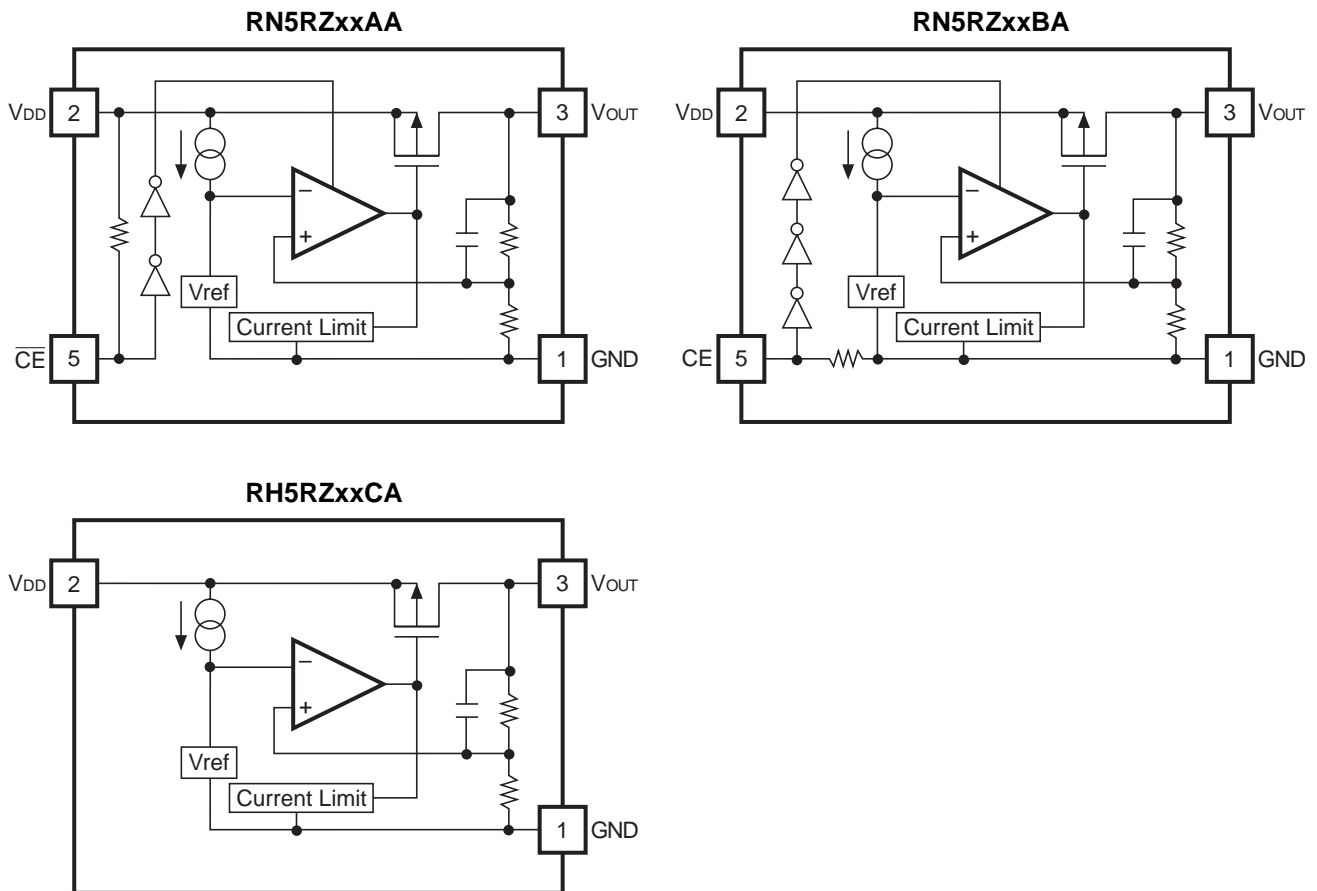 RN5RZxxAA
VDD 2
3 VOUT
−
+
Vref
Current Limit
C̅E̅ 5
1 GND
RN5RZxxBA
VDD 2
3 VOUT
−
+
Vref
Current Limit
CE 5
1 GND
RH5RZxxCA
VDD 2
3 VOUT
−
+
Vref
Current Limit
1 GND